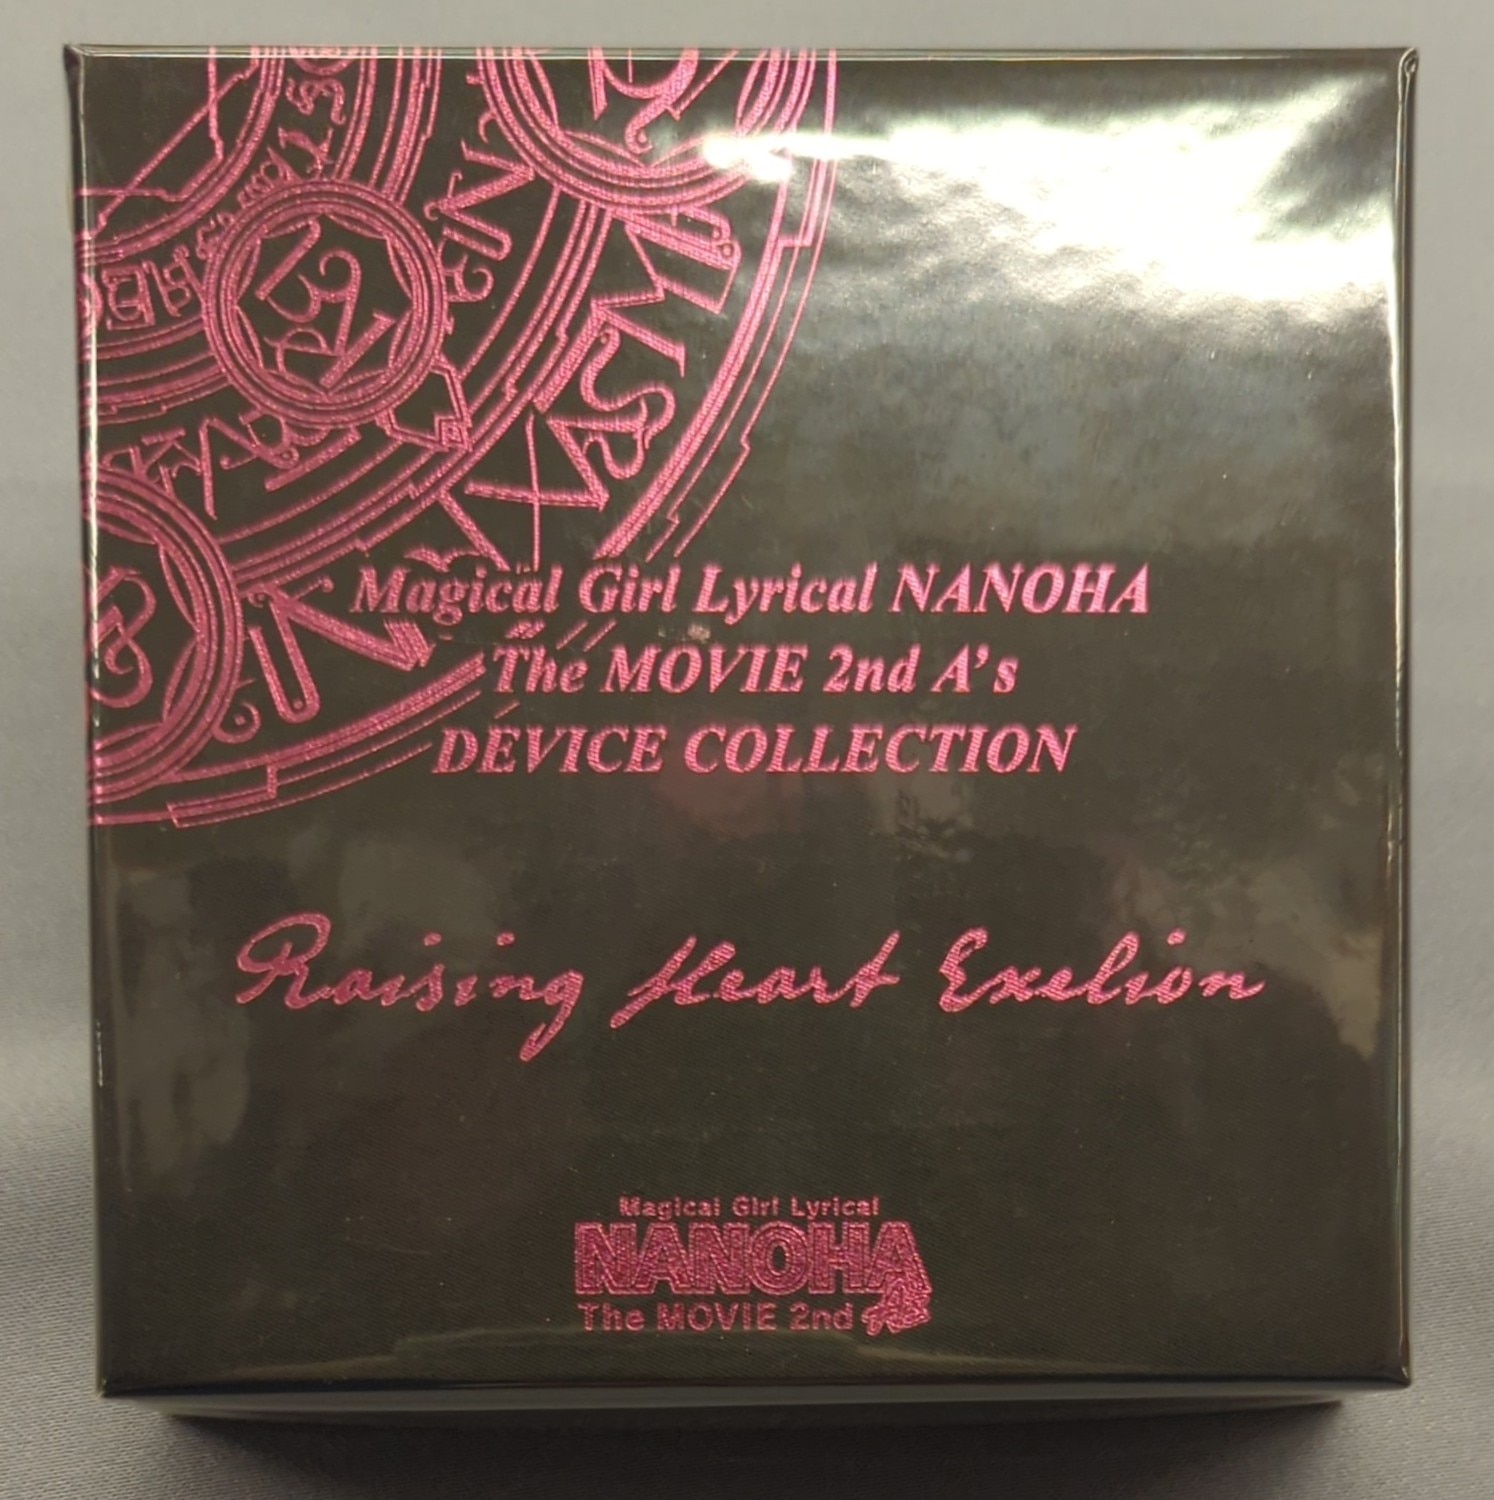 Magical Girl Lyrical NANOHA
The MOVIE 2nd A's
DEVICE COLLECTION
Raising Heart Exelion
Magical Girl Lyrical
NANOHA
The MOVIE 2nd A's